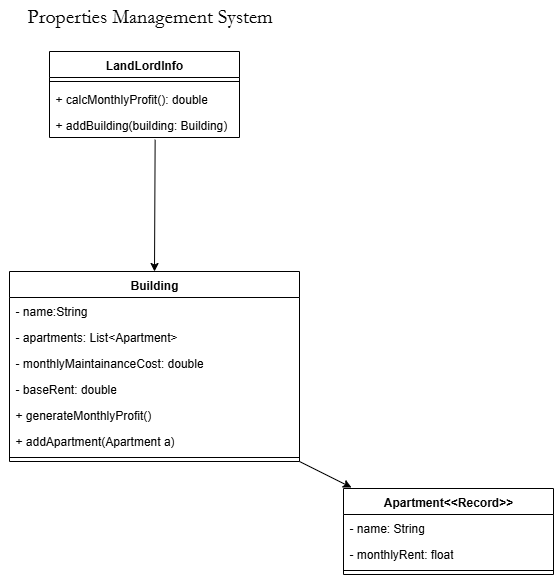 Properties Management System
LandLordInfo
+ calcMonthlyProfit(): double
+ addBuilding(building: Building)
Building
- name:String
- apartments: List<Apartment>
- monthlyMaintainanceCost: double
- baseRent: double
+ generateMonthlyProfit()
+ addApartment(Apartment a)
Apartment<<Record>>
- name: String
- monthlyRent: float